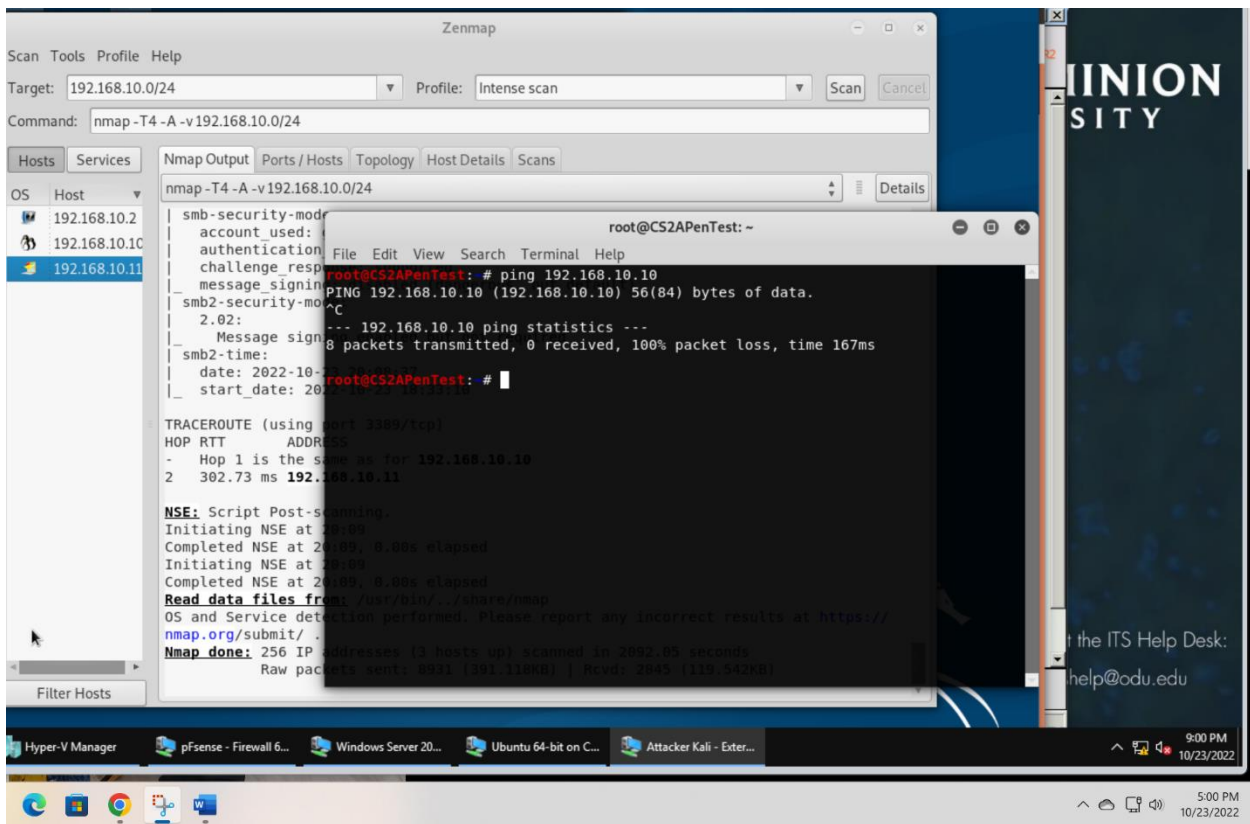 Zenmap
Scan Tools Profile Help
Target: 192.168.10.0/24 Profile: Intense scan Scan Cancel
Command: nmap -T4 -A -v 192.168.10.0/24
Hosts Services Nmap Output Ports / Hosts Topology Host Details Scans
OS Host nmap -T4 -A -v 192.168.10.0/24 Details
192.168.10.2
192.168.10.10
192.168.10.11
| smb-security-mode
| account_used:
| authentication
| challenge_resp
|_ message_signin
| smb2-security-mo
| 2.02:
|_ Message sign
| smb2-time:
| date: 2022-10-23 20:08:37
|_ start_date: 2022-10-23 18:33:10
TRACEROUTE (using port 3389/tcp)
HOP RTT ADDRESS
- Hop 1 is the same as for 192.168.10.10
2 302.73 ms 192.168.10.11
NSE: Script Post-scanning.
Initiating NSE at 20:09
Completed NSE at 20:09, 0.00s elapsed
Initiating NSE at 20:09
Completed NSE at 20:09, 0.00s elapsed
Read data files from: /usr/bin/../share/nmap
OS and Service detection performed. Please report any incorrect results at https://
nmap.org/submit/ .
Nmap done: 256 IP addresses (3 hosts up) scanned in 2092.05 seconds
Raw packets sent: 8931 (391.118KB) | Rcvd: 2845 (119.542KB)
Filter Hosts
root@CS2APenTest: ~
File Edit View Search Terminal Help
root@CS2APenTest:~# ping 192.168.10.10
PING 192.168.10.10 (192.168.10.10) 56(84) bytes of data.
^C
--- 192.168.10.10 ping statistics ---
8 packets transmitted, 0 received, 100% packet loss, time 167ms
root@CS2APenTest:~#
R2
MINION
SITY
t the ITS Help Desk:
help@odu.edu
Hyper-V Manager pFsense - Firewall 6... Windows Server 20... Ubuntu 64-bit on C... Attacker Kali - Exter...
9:00 PM
10/23/2022
5:00 PM
10/23/2022